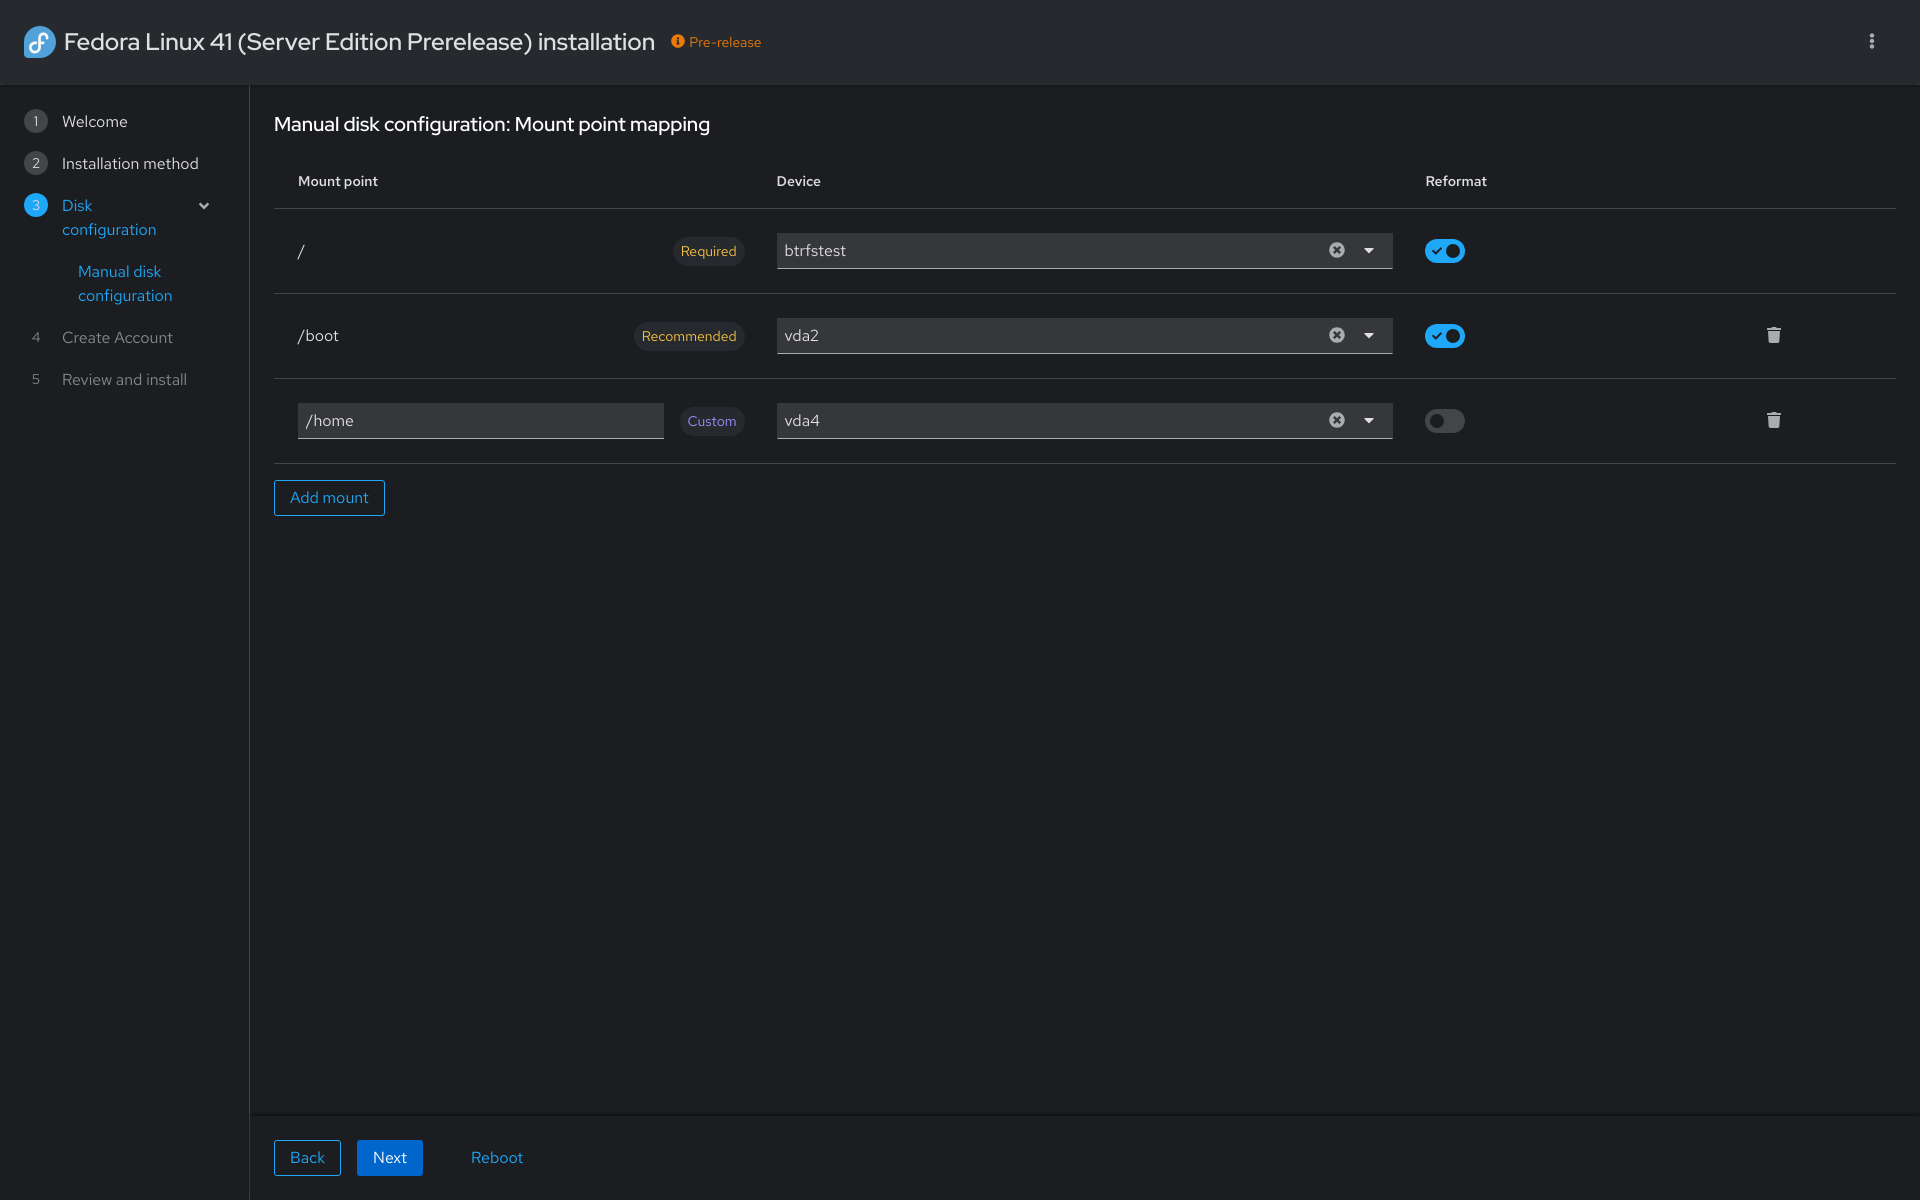 Fedora Linux 41 (Server Edition Prerelease) installation
Pre-release
1 Welcome
2 Installation method
3 Disk
configuration
Manual disk
configuration
4 Create Account
5 Review and install
Manual disk configuration: Mount point mapping
Mount point Device Reformat
/ Required btrfstest
/boot Recommended vda2
/home Custom vda4
Add mount
Back Next Reboot